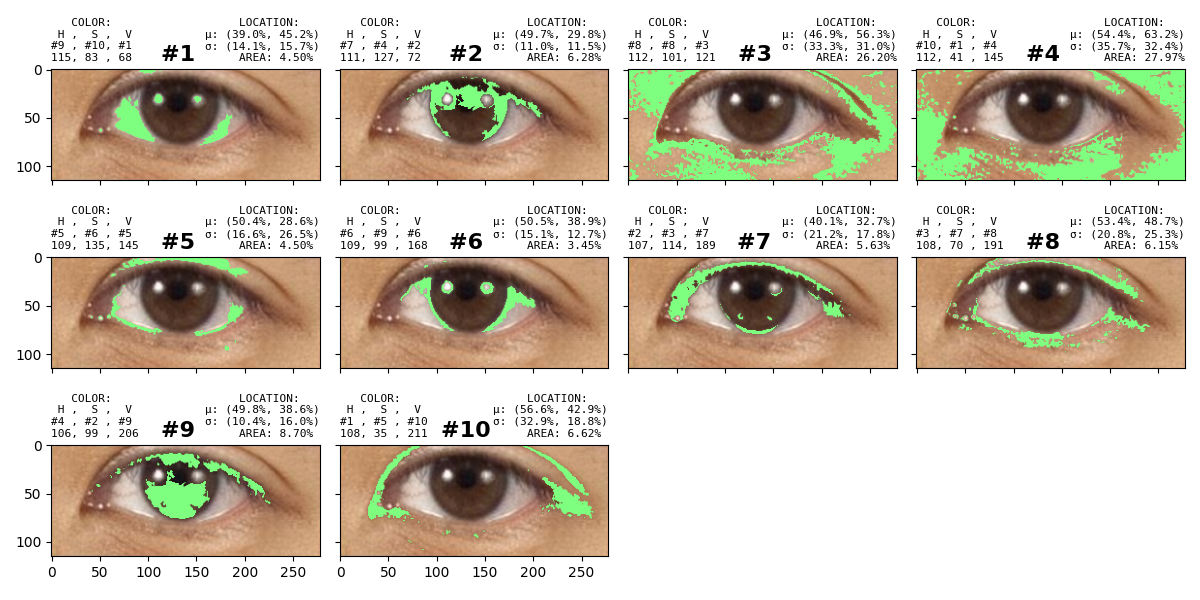 COLOR: LOCATION:
H , S , V μ: (39.0%, 45.2%)
#9 , #10, #1 σ: (14.1%, 15.7%)
115, 83 , 68 #1 AREA: 4.50%
COLOR: LOCATION:
H , S , V μ: (49.7%, 29.8%)
#7 , #4 , #2 σ: (11.0%, 11.5%)
111, 127, 72 #2 AREA: 6.28%
COLOR: LOCATION:
H , S , V μ: (46.9%, 56.3%)
#8 , #8 , #3 σ: (33.3%, 31.0%)
112, 101, 121 #3 AREA: 26.20%
COLOR: LOCATION:
H , S , V μ: (54.4%, 63.2%)
#10, #1 , #4 σ: (35.7%, 32.4%)
112, 41 , 145 #4 AREA: 27.97%
0
50
100
COLOR: LOCATION:
H , S , V μ: (50.4%, 28.6%)
#5 , #6 , #5 σ: (16.6%, 26.5%)
109, 135, 145 #5 AREA: 4.50%
COLOR: LOCATION:
H , S , V μ: (50.5%, 38.9%)
#6 , #9 , #6 σ: (15.1%, 12.7%)
109, 99 , 168 #6 AREA: 3.45%
COLOR: LOCATION:
H , S , V μ: (40.1%, 32.7%)
#2 , #3 , #7 σ: (21.2%, 17.8%)
107, 114, 189 #7 AREA: 5.63%
COLOR: LOCATION:
H , S , V μ: (53.4%, 48.7%)
#3 , #7 , #8 σ: (20.8%, 25.3%)
108, 70 , 191 #8 AREA: 6.15%
0
50
100
COLOR: LOCATION:
H , S , V μ: (49.8%, 38.6%)
#4 , #2 , #9 σ: (10.4%, 16.0%)
106, 99 , 206 #9 AREA: 8.70%
COLOR: LOCATION:
H , S , V μ: (56.6%, 42.9%)
#1 , #5 , #10 σ: (32.9%, 18.8%)
108, 35 , 211 #10 AREA: 6.62%
0
50
100
0 50 100 150 200 250
0 50 100 150 200 250